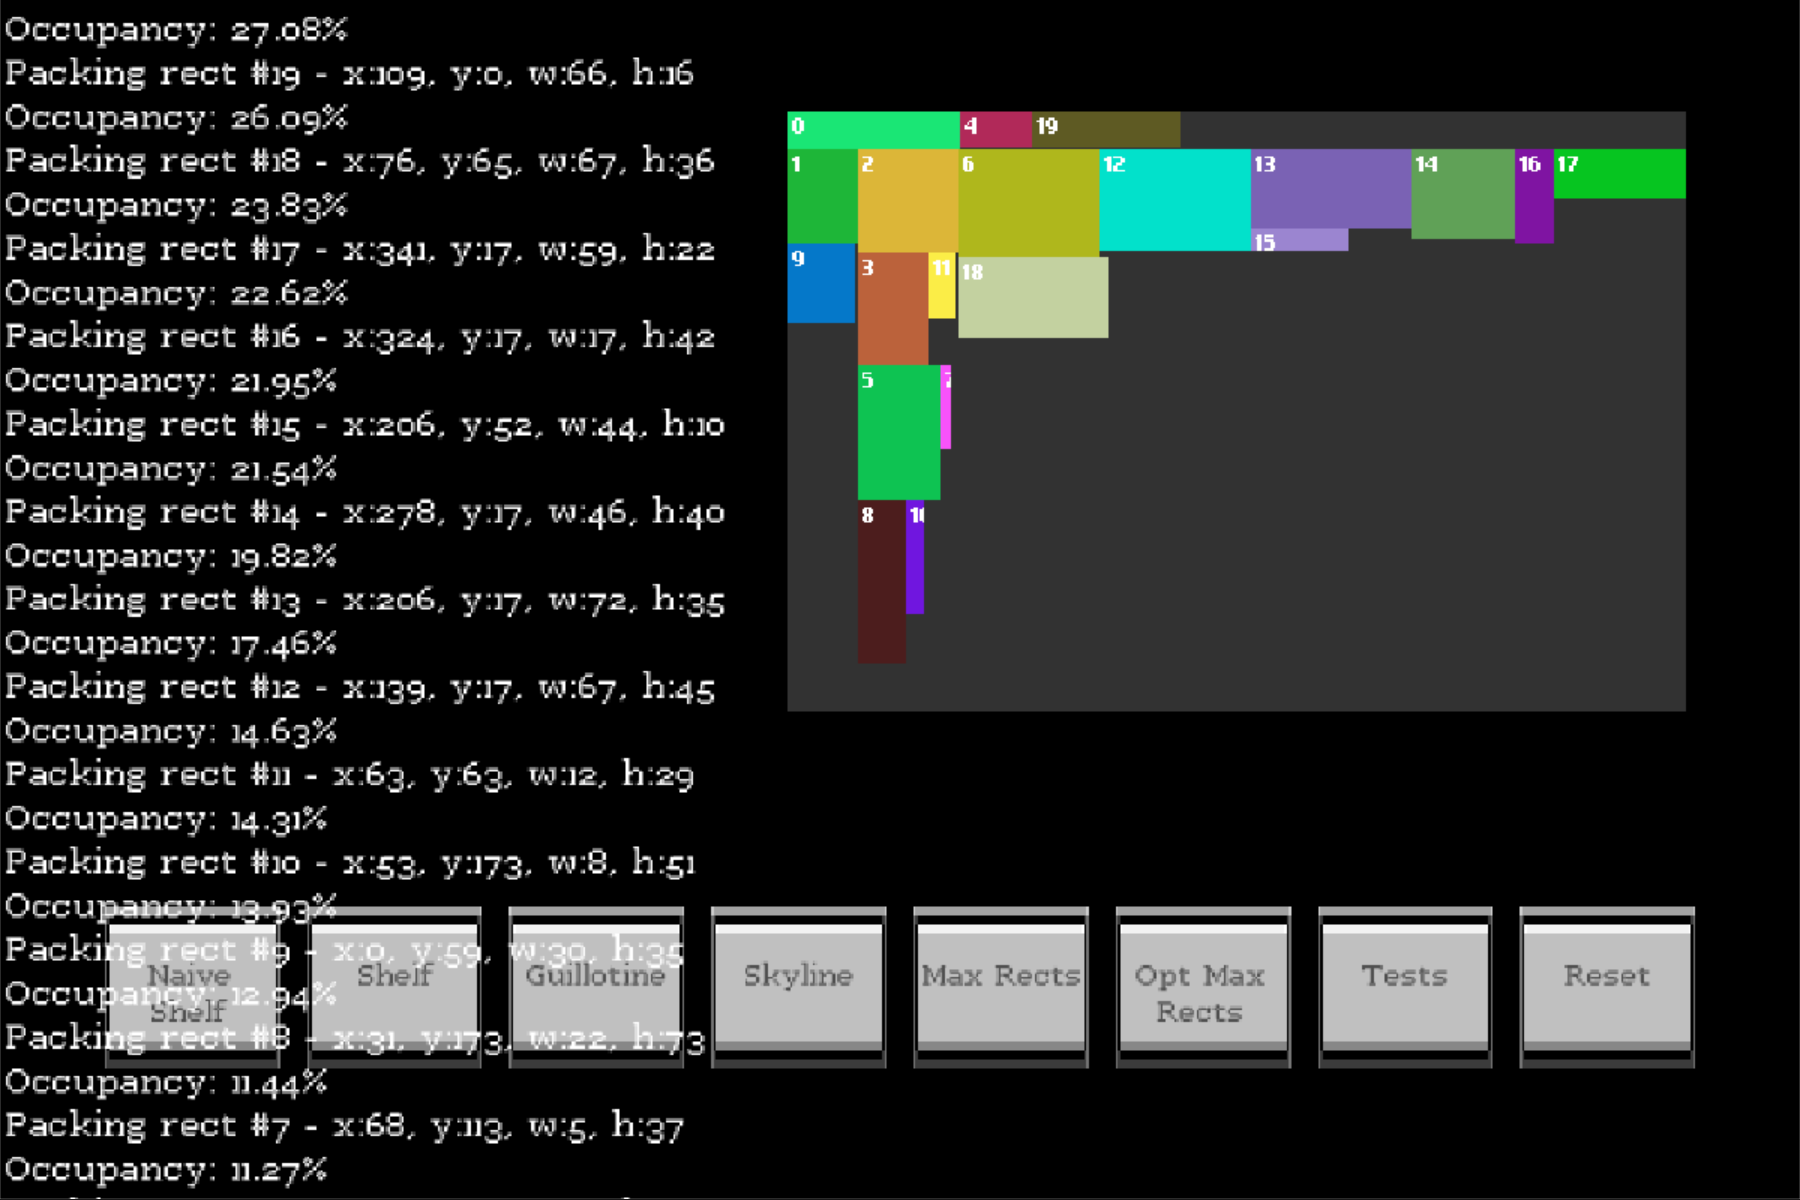 Occupancy: 27.08%
Packing rect #19 - x:109, y:0, w:66, h:16
Occupancy: 26.09%
Packing rect #18 - x:76, y:65, w:67, h:36
Occupancy: 23.83%
Packing rect #17 - x:341, y:17, w:59, h:22
Occupancy: 22.62%
Packing rect #16 - x:324, y:17, w:17, h:42
Occupancy: 21.95%
Packing rect #15 - x:206, y:52, w:44, h:10
Occupancy: 21.54%
Packing rect #14 - x:278, y:17, w:46, h:40
Occupancy: 19.82%
Packing rect #13 - x:206, y:17, w:72, h:35
Occupancy: 17.46%
Packing rect #12 - x:139, y:17, w:67, h:45
Occupancy: 14.63%
Packing rect #11 - x:63, y:63, w:12, h:29
Occupancy: 14.31%
Packing rect #10 - x:53, y:173, w:8, h:51
Occupancy: 13.93%
Packing rect #9 - x:0, y:59, w:30, h:35
Occupancy: 12.94%
Packing rect #8 - x:31, y:173, w:22, h:73
Occupancy: 11.44%
Packing rect #7 - x:68, y:113, w:5, h:37
Occupancy: 11.27%
0 4 19
1 2 6 12 13 14 16 17
15
9 3 11 18
5
8
Naive
Shelf
Shelf
Guillotine
Skyline
Max Rects
Opt Max
Rects
Tests
Reset